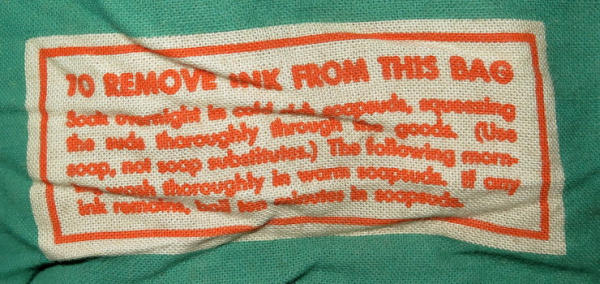 TO REMOVE INK FROM THIS BAG
Soak overnight in cold rich soapsuds, squeezing
the suds thoroughly through the goods. (Use
soap, not soap substitutes.) The following morn-
ing wash thoroughly in warm soapsuds. If any
ink remains, boil ten minutes in soapsuds.